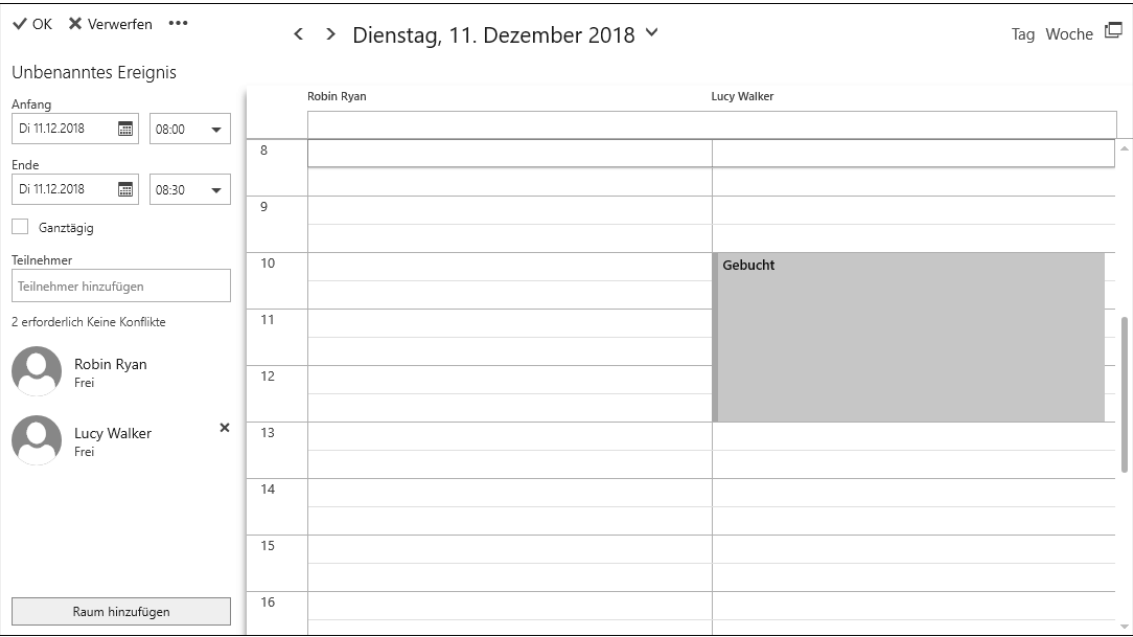 OK Verwerfen •••
Dienstag, 11. Dezember 2018
Tag Woche
Unbenanntes Ereignis
Anfang
Di 11.12.2018 08:00
Ende
Di 11.12.2018 08:30
Ganztägig
Teilnehmer
Teilnehmer hinzufügen
2 erforderlich Keine Konflikte
Robin Ryan
Frei
Lucy Walker
Frei
Raum hinzufügen
Robin Ryan Lucy Walker
8
9
10
Gebucht
11
12
13
14
15
16